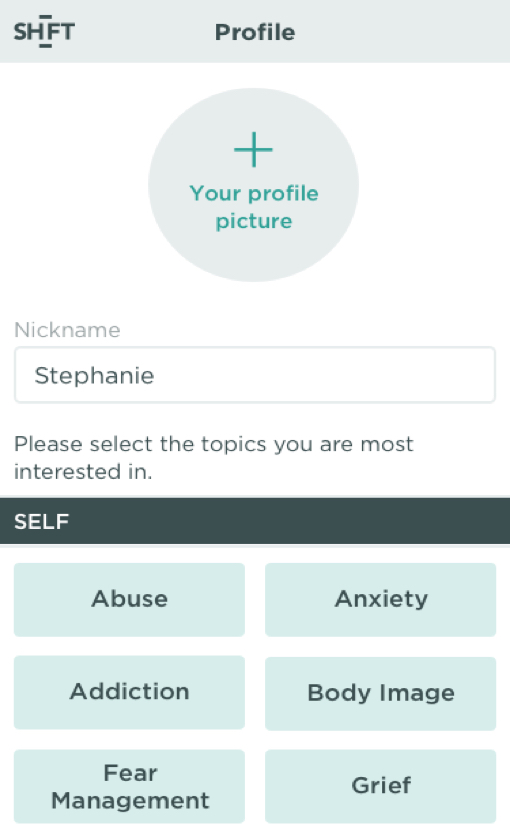 SHIFT
Profile
Your profile
picture
Nickname
Stephanie
Please select the topics you are most
interested in.
SELF
Abuse
Anxiety
Addiction
Body Image
Fear
Management
Grief